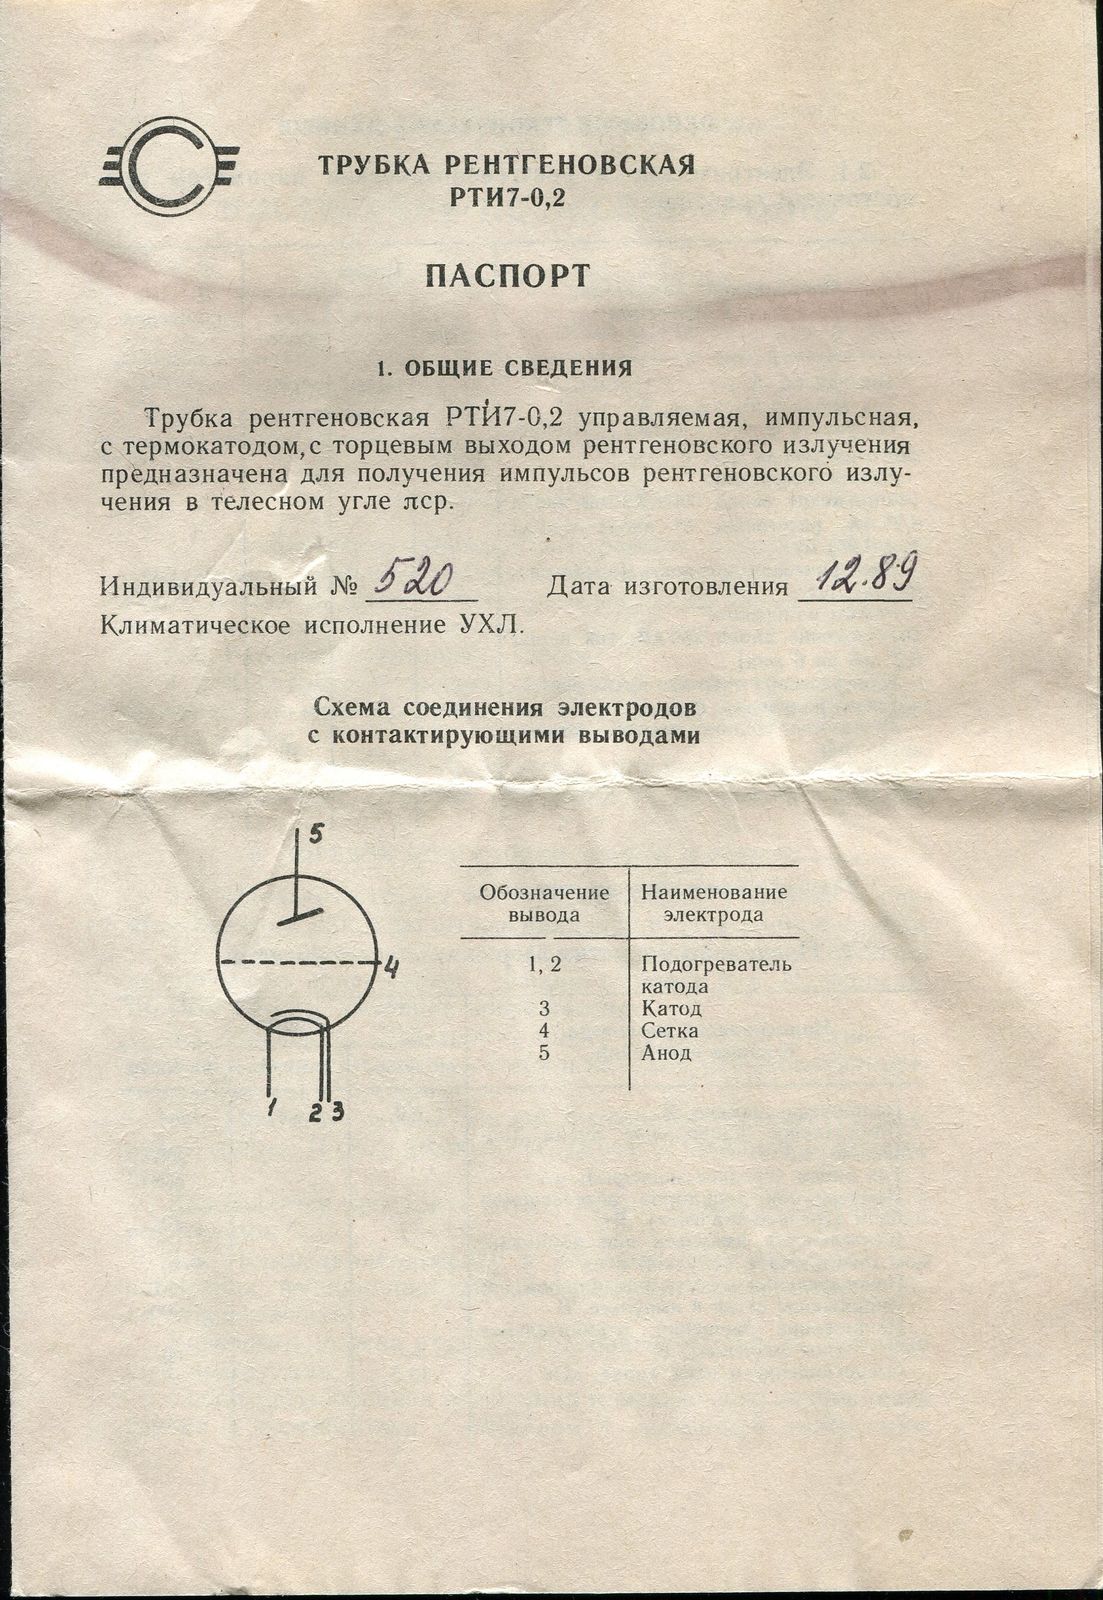 С
ТРУБКА РЕНТГЕНОВСКАЯ
РТИ7-0,2
ПАСПОРТ
1. ОБЩИЕ СВЕДЕНИЯ
Трубка рентгеновская РТИ7-0,2 управляемая, импульсная,
с термокатодом, с торцевым выходом рентгеновского излучения
предназначена для получения импульсов рентгеновского излу-
чения в телесном угле πср.
Индивидуальный № 520 Дата изготовления 12.89
Климатическое исполнение УХЛ.
Схема соединения электродов
с контактирующими выводами
5
4
1 2 3
Обозначение Наименование
вывода электрода
1, 2 Подогреватель
катода
3 Катод
4 Сетка
5 Анод